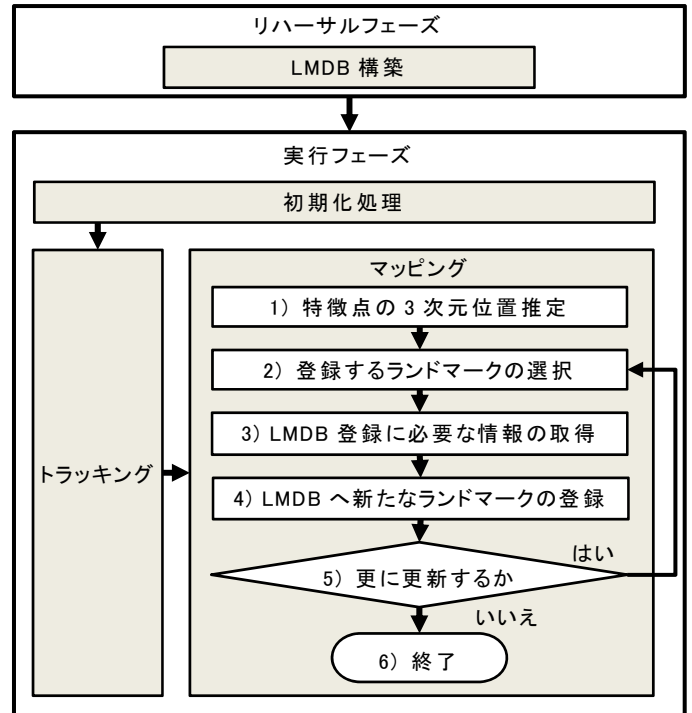 リハーサルフェーズ
LMDB 構築
実行フェーズ
初期化処理
トラッキング
マッピング
1) 特徴点の 3 次元位置推定
2) 登録するランドマークの選択
3) LMDB 登録に必要な情報の取得
4) LMDB へ新たなランドマークの登録
5) 更に更新するか
はい
いいえ
6) 終了